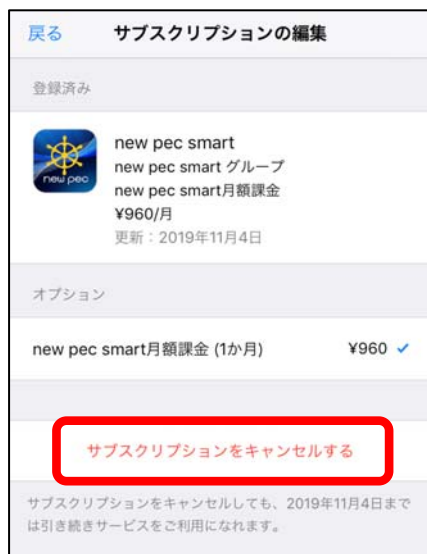 戻る サブスクリプションの編集
登録済み
new pec
new pec smart
new pec smart グループ
new pec smart月額課金
¥960/月
更新：2019年11月4日
オプション
new pec smart月額課金 (1か月) ¥960
サブスクリプションをキャンセルする
サブスクリプションをキャンセルしても、2019年11月4日まで
は引き続きサービスをご利用になれます。